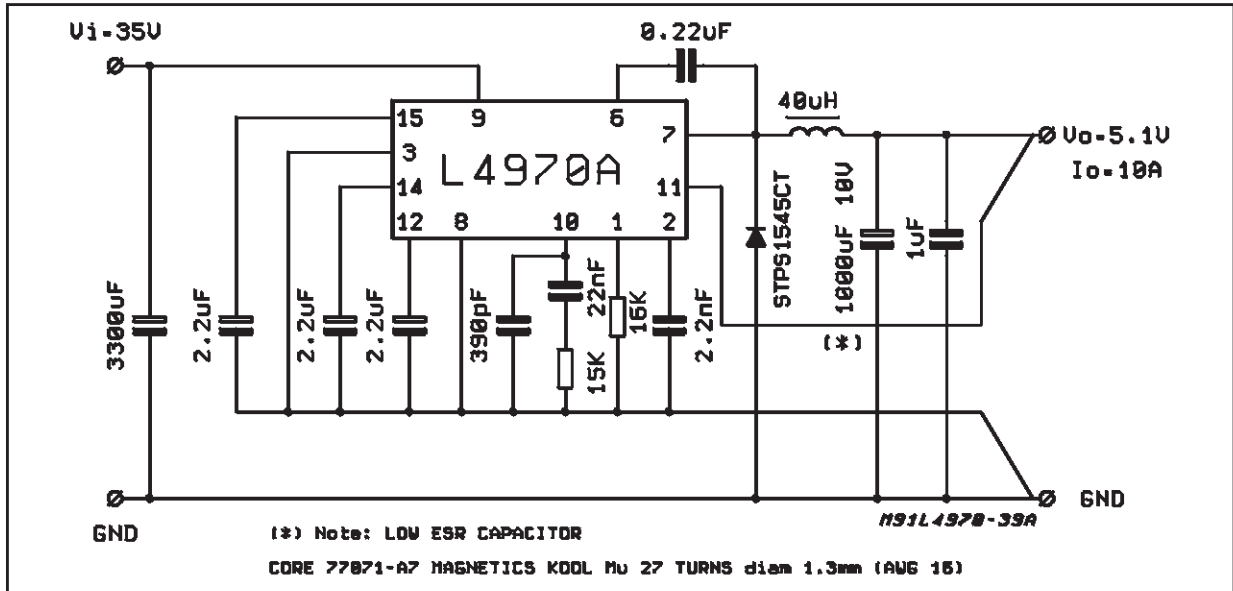 Vi=35V
0.22uF
40uH
15
9
6
7
Vo=5.1V
3
L4970A
Io=10A
14
11
12
8
10
1
2
STPS1545CT
1000uF 10V
1uF
3300uF
2.2uF
2.2uF
2.2uF
390pF
22nF
15K
16K
2.2nF
(*)
GND
GND
M91L4970-39A
(*) Note: LOW ESR CAPACITOR
CORE 77071-A7 MAGNETICS KOOL Mu 27 TURNS diam 1.3mm (AWG 16)